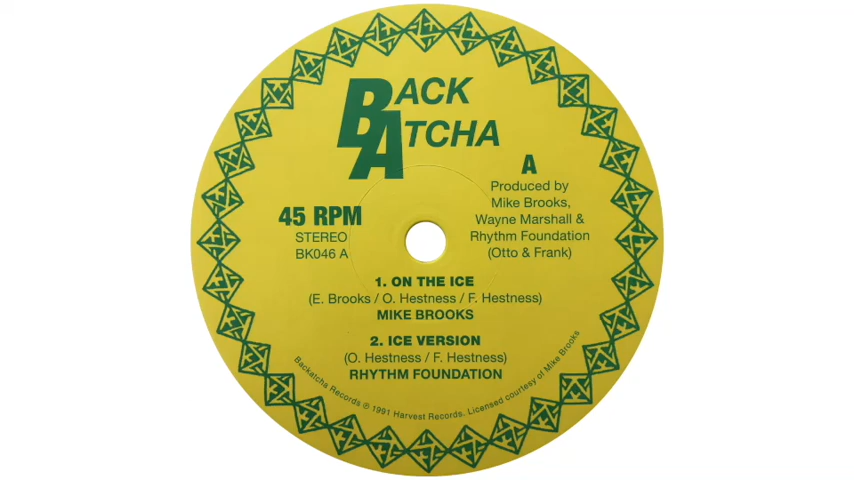 BACK
ATCHA
A
Produced by
Mike Brooks,
Wayne Marshall &
Rhythm Foundation
(Otto & Frank)
45 RPM
STEREO
BK046 A
1. ON THE ICE
(E. Brooks / O. Hestness / F. Hestness)
MIKE BROOKS
2. ICE VERSION
(O. Hestness / F. Hestness)
RHYTHM FOUNDATION
Backatcha Records ℗ 1991 Harvest Records. Licensed courtesy of Mike Brooks